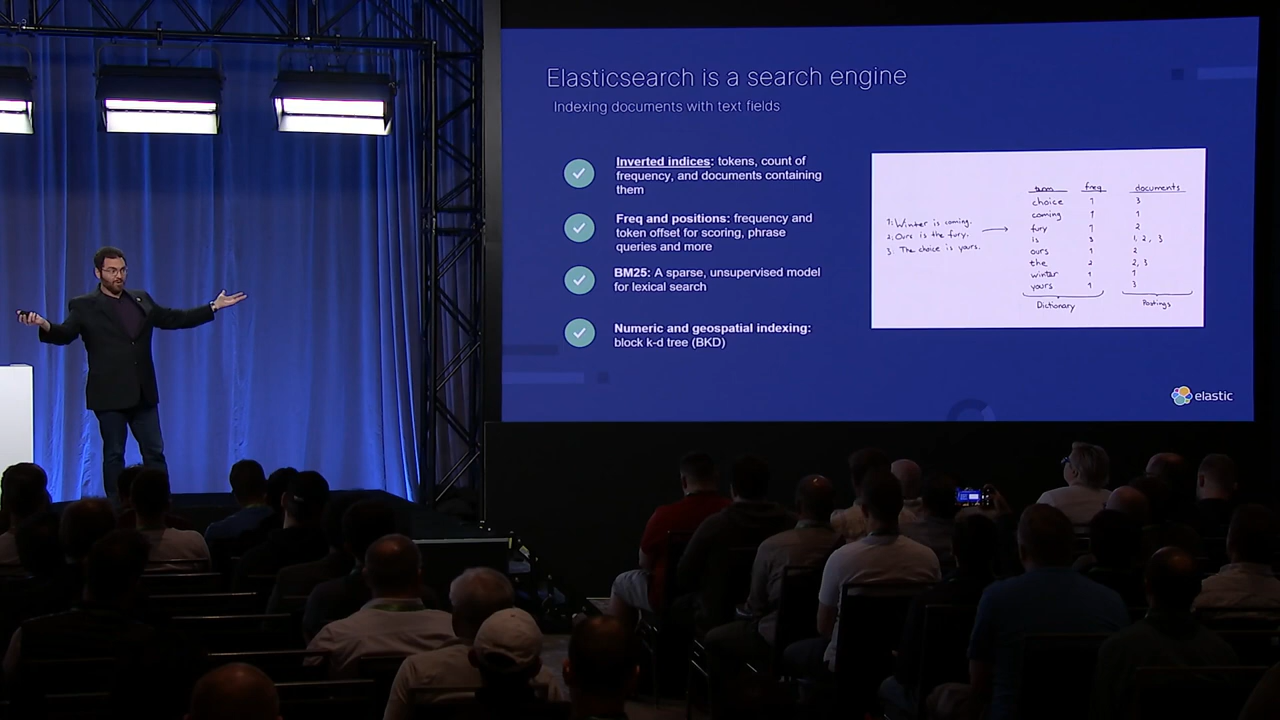 Elasticsearch is a search engine
Indexing documents with text fields
Inverted indices: tokens, count of
frequency, and documents containing
them
Freq and positions: frequency and
token offset for scoring, phrase
queries and more
BM25: A sparse, unsupervised model
for lexical search
Numeric and geospatial indexing:
block k-d tree (BKD)
1: Winter is coming.
2: Ours is the fury.
3: The choice is yours.
term freq documents
choice 1 3
coming 1 1
fury 1 2
is 3 1, 2, 3
ours 1 2
the 2 2, 3
winter 1 1
yours 1 3
Dictionary Postings
elastic